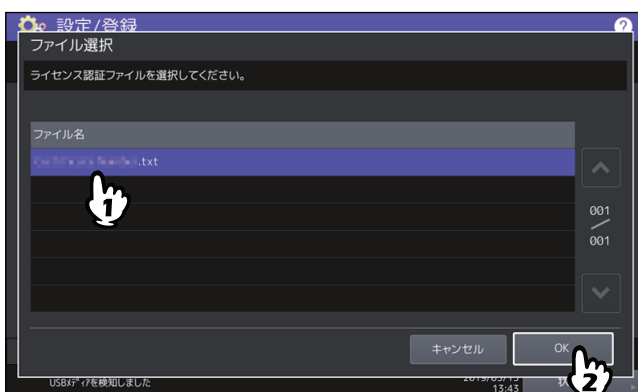 設定/登録
?
ファイル選択
ライセンス認証ファイルを選択してください。
ファイル名
.txt
1
001
001
キャンセル
OK
2
USBﾒﾃﾞｨｱを検知しました
13:43